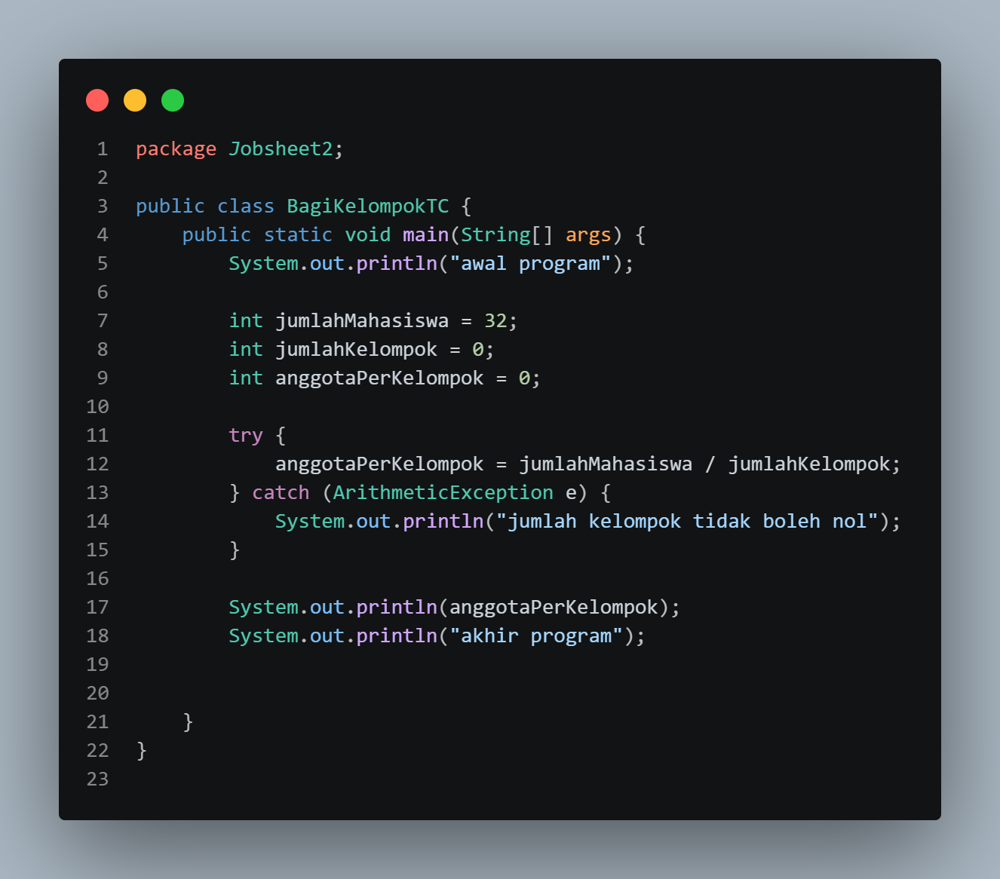 1 package Jobsheet2;
2
3 public class BagiKelompokTC {
4     public static void main(String[] args) {
5         System.out.println("awal program");
6
7         int jumlahMahasiswa = 32;
8         int jumlahKelompok = 0;
9         int anggotaPerKelompok = 0;
10
11         try {
12             anggotaPerKelompok = jumlahMahasiswa / jumlahKelompok;
13         } catch (ArithmeticException e) {
14             System.out.println("jumlah kelompok tidak boleh nol");
15         }
16
17         System.out.println(anggotaPerKelompok);
18         System.out.println("akhir program");
19
20
21     }
22 }
23